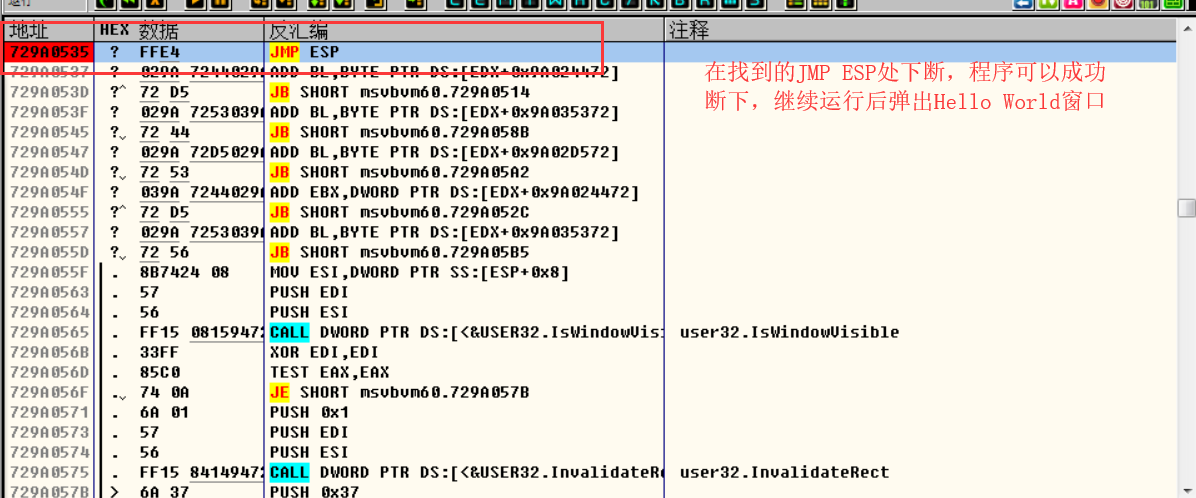 运行
地址 HEX 数据 反汇编 注释
729A0535 ? FFE4 JMP ESP
729A0537 ? 029A 7244029A ADD BL,BYTE PTR DS:[EDX+0x9A024472]
在找到的JMP ESP处下断，程序可以成功
729A053D ?^ 72 D5 JB SHORT msvbvm60.729A0514
断下，继续运行后弹出Hello World窗口
729A053F ? 029A 7253039A ADD BL,BYTE PTR DS:[EDX+0x9A035372]
729A0545 ?ˬ 72 44 JB SHORT msvbvm60.729A058B
729A0547 ? 029A 72D5029A ADD BL,BYTE PTR DS:[EDX+0x9A02D572]
729A054D ?ˬ 72 53 JB SHORT msvbvm60.729A05A2
729A054F ? 039A 7244029A ADD EBX,DWORD PTR DS:[EDX+0x9A024472]
729A0555 ?^ 72 D5 JB SHORT msvbvm60.729A052C
729A0557 ? 029A 7253039A ADD BL,BYTE PTR DS:[EDX+0x9A035372]
729A055D ?ˬ 72 56 JB SHORT msvbvm60.729A05B5
729A055F . 8B7424 08 MOV ESI,DWORD PTR SS:[ESP+0x8]
729A0563 . 57 PUSH EDI
729A0564 . 56 PUSH ESI
729A0565 . FF15 08159472 CALL DWORD PTR DS:[<&USER32.IsWindowVis: user32.IsWindowVisible
729A056B . 33FF XOR EDI,EDI
729A056D . 85C0 TEST EAX,EAX
729A056F .ˬ 74 0A JE SHORT msvbvm60.729A057B
729A0571 . 6A 01 PUSH 0x1
729A0573 . 57 PUSH EDI
729A0574 . 56 PUSH ESI
729A0575 . FF15 84149472 CALL DWORD PTR DS:[<&USER32.InvalidateRe user32.InvalidateRect
729A057B > 6A 37 PUSH 0x37